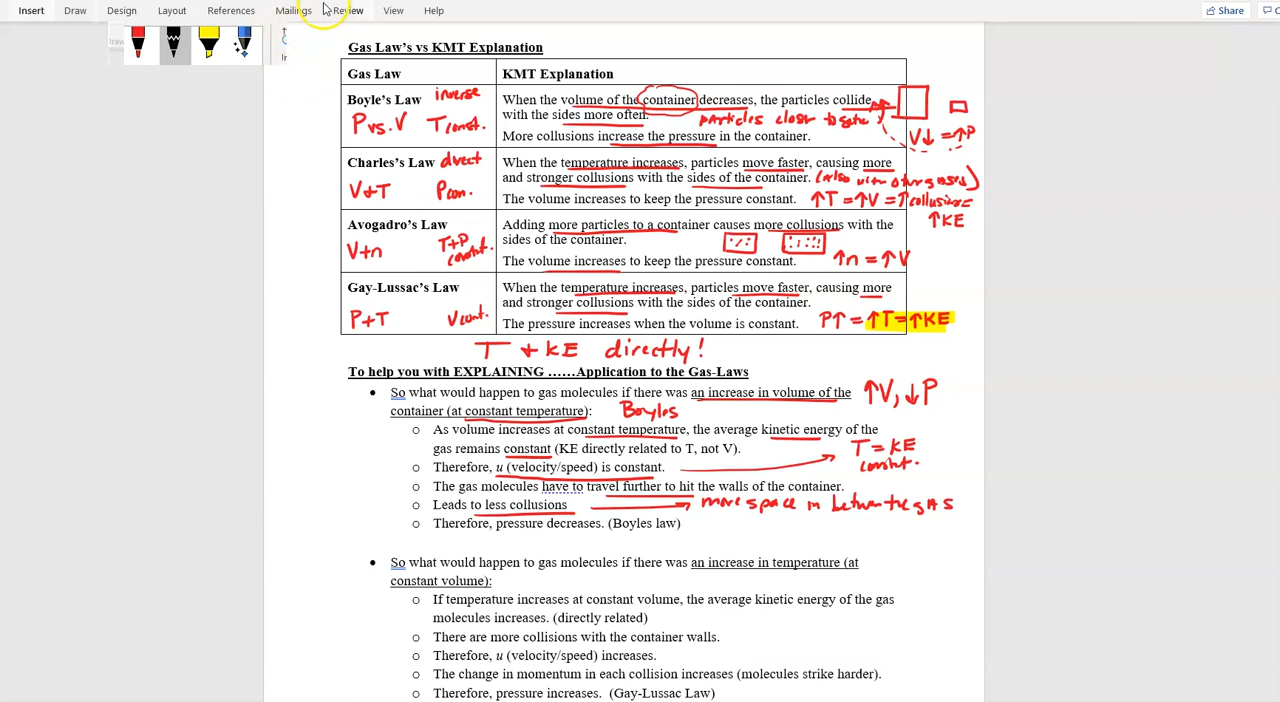 Insert Draw Design Layout References Mailings Review View Help Share
Gas Law's vs KMT Explanation
Gas Law KMT Explanation
Boyle's Law inverse
P vs. V T const.
When the volume of the container decreases, the particles collide
with the sides more often. particles closer together
More collusions increase the pressure in the container.
V↓ = ↑P
Charles's Law direct
V+T P con.
When the temperature increases, particles move faster, causing more
and stronger collusions with the sides of the container. (also with other gases)
The volume increases to keep the pressure constant. ↑T = ↑V = ↑ collusions =
↑KE
Avogadro's Law
V+n T+P
const.
Adding more particles to a container causes more collusions with the
sides of the container.
The volume increases to keep the pressure constant. ↑n = ↑V
Gay-Lussac's Law
P+T V cont.
When the temperature increases, particles move faster, causing more
and stronger collusions with the sides of the container.
The pressure increases when the volume is constant. P↑ = ↑T = ↑KE
T + KE directly!
To help you with EXPLAINING ……Application to the Gas-Laws
So what would happen to gas molecules if there was an increase in volume of the ↑V, ↓P
container (at constant temperature): Boyles
o As volume increases at constant temperature, the average kinetic energy of the
gas remains constant (KE directly related to T, not V). T = KE
constant.
o Therefore, u (velocity/speed) is constant.
o The gas molecules have to travel further to hit the walls of the container.
o Leads to less collusions more space in between the gas
o Therefore, pressure decreases. (Boyles law)
So what would happen to gas molecules if there was an increase in temperature (at
constant volume):
o If temperature increases at constant volume, the average kinetic energy of the gas
molecules increases. (directly related)
o There are more collisions with the container walls.
o Therefore, u (velocity/speed) increases.
o The change in momentum in each collision increases (molecules strike harder).
o Therefore, pressure increases. (Gay-Lussac Law)